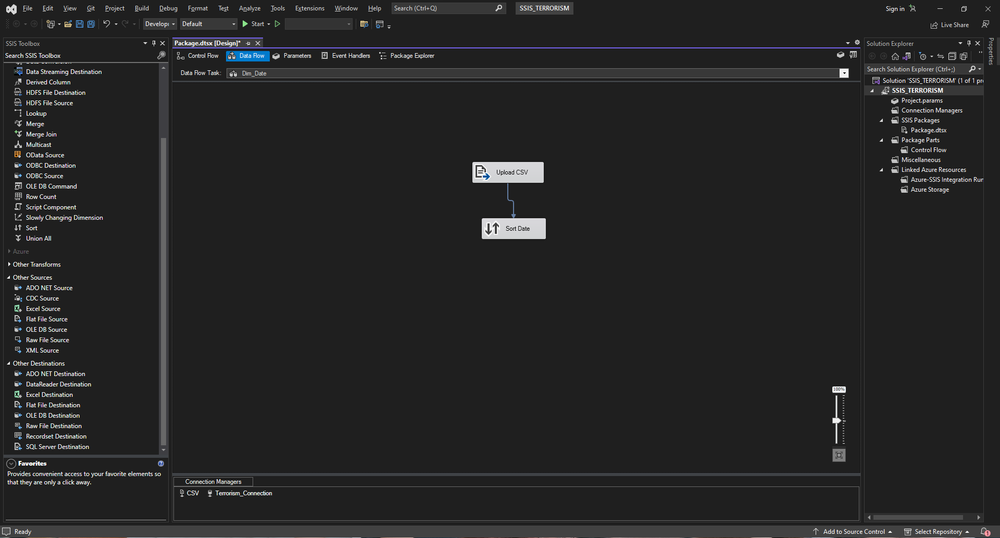 File Edit View Git Project Build Debug Format Test Analyze Tools Extensions Window Help Search (Ctrl+Q) SSIS_TERRORISM Sign in
Develop Default Start Live Share
SSIS Toolbox
Search SSIS Toolbox
Data Conversion
Data Streaming Destination
Derived Column
HDFS File Destination
HDFS File Source
Lookup
Merge
Merge Join
Multicast
OData Source
ODBC Destination
ODBC Source
OLE DB Command
Row Count
Script Component
Slowly Changing Dimension
Sort
Union All
Azure
Other Transforms
Other Sources
ADO NET Source
CDC Source
Excel Source
Flat File Source
OLE DB Source
Raw File Source
XML Source
Other Destinations
ADO NET Destination
DataReader Destination
Excel Destination
Flat File Destination
OLE DB Destination
Raw File Destination
Recordset Destination
SQL Server Destination
Favorites
Provides convenient access to your favorite elements so
that they are only a click away.
Package.dtsx [Design]*
Control Flow Data Flow Parameters Event Handlers Package Explorer
Data Flow Task: Dim_Date
Upload CSV
Sort Date
100%
Connection Managers
CSV Terrorism_Connection
Solution Explorer
Search Solution Explorer (Ctrl+;)
Solution 'SSIS_TERRORISM' (1 of 1 pr
SSIS_TERRORISM
Project.params
Connection Managers
SSIS Packages
Package.dtsx
Package Parts
Control Flow
Miscellaneous
Linked Azure Resources
Azure-SSIS Integration Run
Azure Storage
Properties
Ready Add to Source Control Select Repository 1